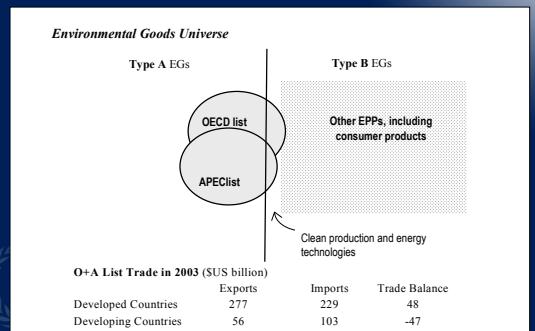 Environmental Goods Universe
Type A EGs
Type B EGs
OECD list
APEClist
Other EPPs, including
consumer products
Clean production and energy
technologies
O+A List Trade in 2003 ($US billion)
Exports Imports Trade Balance
Developed Countries 277 229 48
Developing Countries 56 103 -47